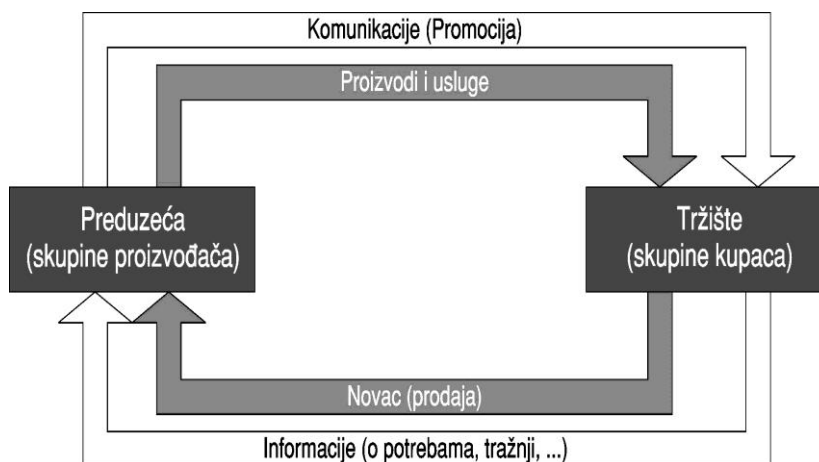 Komunikacije (Promocija)
Proizvodi i usluge
Preduzeća
(skupine proizvođača)
Tržište
(skupine kupaca)
Novac (prodaja)
Informacije (o potrebama, tražnji, ...)